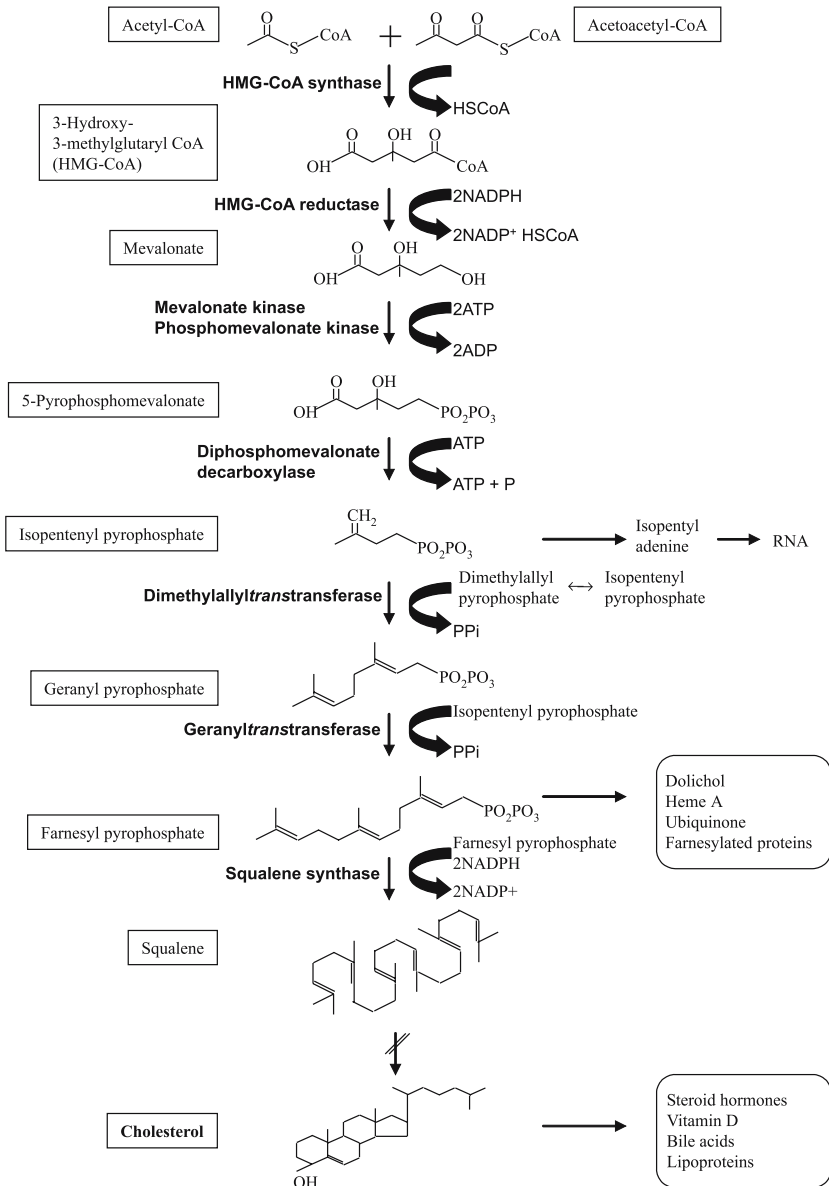 Acetyl-CoA
O
S
CoA
+
O
O
S
CoA
Acetoacetyl-CoA
HMG-CoA synthase
HSCoA
3-Hydroxy-
3-methylglutaryl CoA
(HMG-CoA)
O
OH
OH
O
CoA
HMG-CoA reductase
2NADPH
2NADP⁺ HSCoA
Mevalonate
O
OH
OH
OH
Mevalonate kinase
Phosphomevalonate kinase
2ATP
2ADP
5-Pyrophosphomevalonate
O
OH
OH
PO₂PO₃
Diphosphomevalonate
decarboxylase
ATP
ATP + P
Isopentenyl pyrophosphate
CH₂
PO₂PO₃
Isopentyl
adenine
RNA
Dimethylallyltranstransferase
Dimethylallyl
pyrophosphate
↔
Isopentenyl
pyrophosphate
PPi
Geranyl pyrophosphate
PO₂PO₃
Geranyltranstransferase
Isopentenyl pyrophosphate
PPi
Farnesyl pyrophosphate
PO₂PO₃
Dolichol
Heme A
Ubiquinone
Farnesylated proteins
Squalene synthase
Farnesyl pyrophosphate
2NADPH
2NADP+
Squalene
Cholesterol
OH
Steroid hormones
Vitamin D
Bile acids
Lipoproteins